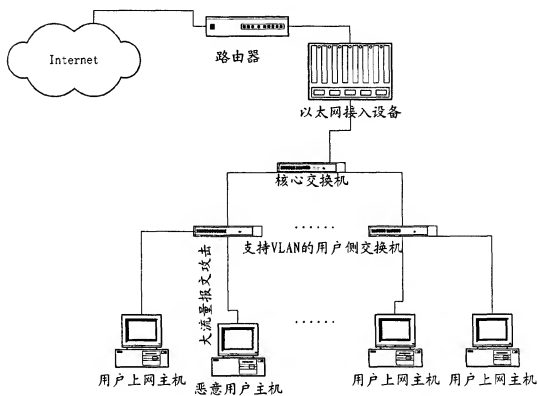 Internet
路由器
以太网接入设备
核心交换机
······
支持VLAN的用户侧交换机
大流量报文攻击
······
用户上网主机
恶意用户主机
用户上网主机
用户上网主机